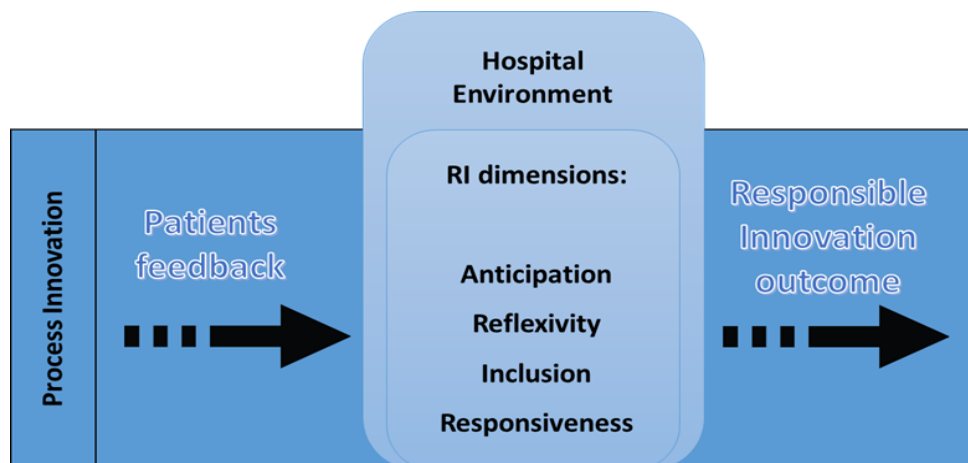 Process Innovation
Patients
feedback
Hospital
Environment
RI dimensions:
Anticipation
Reflexivity
Inclusion
Responsiveness
Responsible
Innovation
outcome